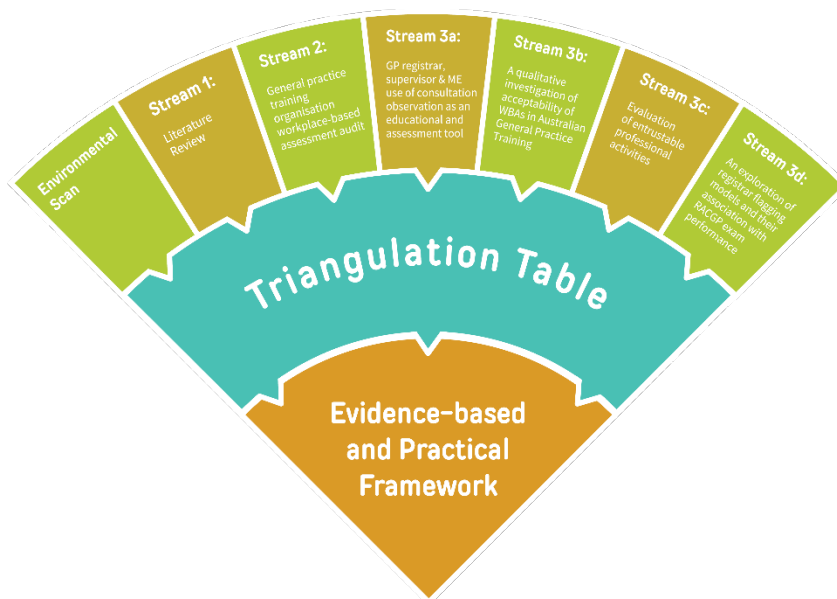 Environmental
Scan
Stream 1:
Literature
Review
Stream 2:
General practice
training
organisation
workplace-based
assessment audit
Stream 3a:
GP registrar,
supervisor & ME
use of consultation
observation as an
educational and
assessment tool
Stream 3b:
A qualitative
investigation of
acceptability of
WBAs in Australian
General Practice
Training
Stream 3c:
Evaluation
of entrustable
professional
activities
Stream 3d:
An exploration of
registrar flagging
models and their
association with
RACGP exam
performance
Triangulation Table
Evidence-based
and Practical
Framework